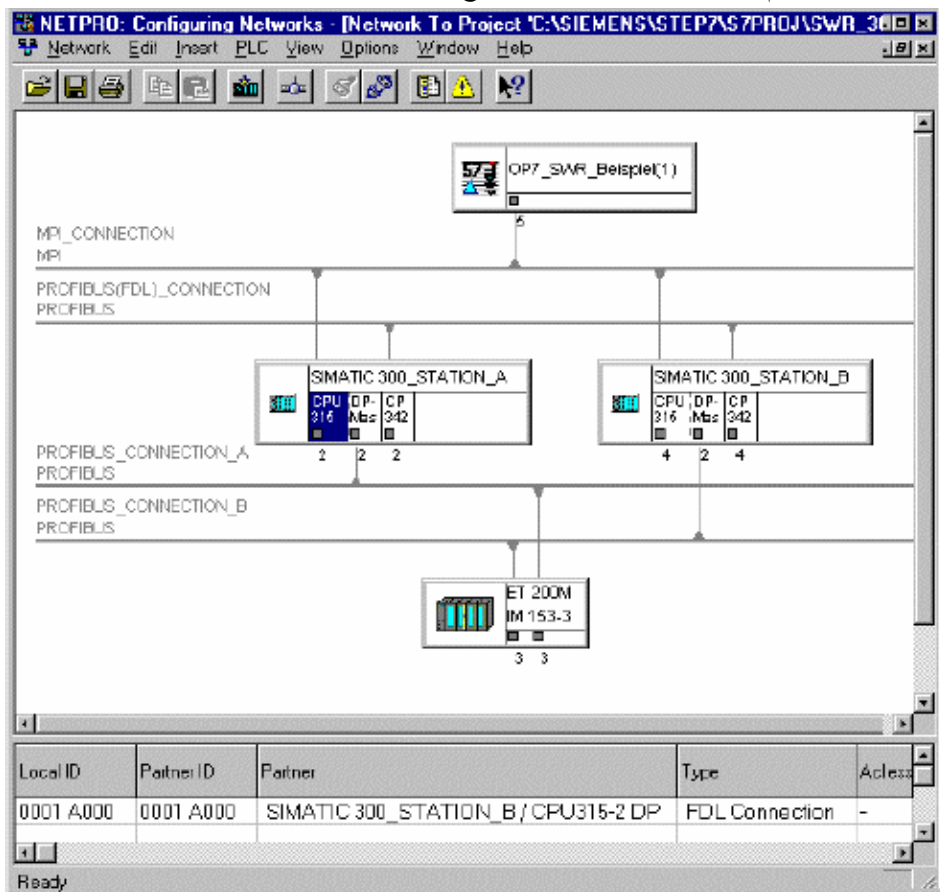 NETPRO: Configuring Networks - [Network To Project 'C:\SIEMENS\STEP7\S7PROJ\SWR_30
Network Edit Insert PLC View Options Window Help
OP7_SWR_Beispiel(1)
5
MPI_CONNECTION
MPI
PROFIBUS(FDL)_CONNECTION
PROFIBUS
SIMATIC 300_STATION_A SIMATIC 300_STATION_B
CPU DP- CP CPU DP- CP
315 Mas 342 315 Mas 342
2 2 2 4 2 4
PROFIBUS_CONNECTION_A
PROFIBUS
PROFIBUS_CONNECTION_B
PROFIBUS
ET 200M
IM 153-3
3 3
Local ID Partner ID Partner Type
0001 A000 0001 A000 SIMATIC 300_STATION_B / CPU315-2 DP FDL Connection -
Ready